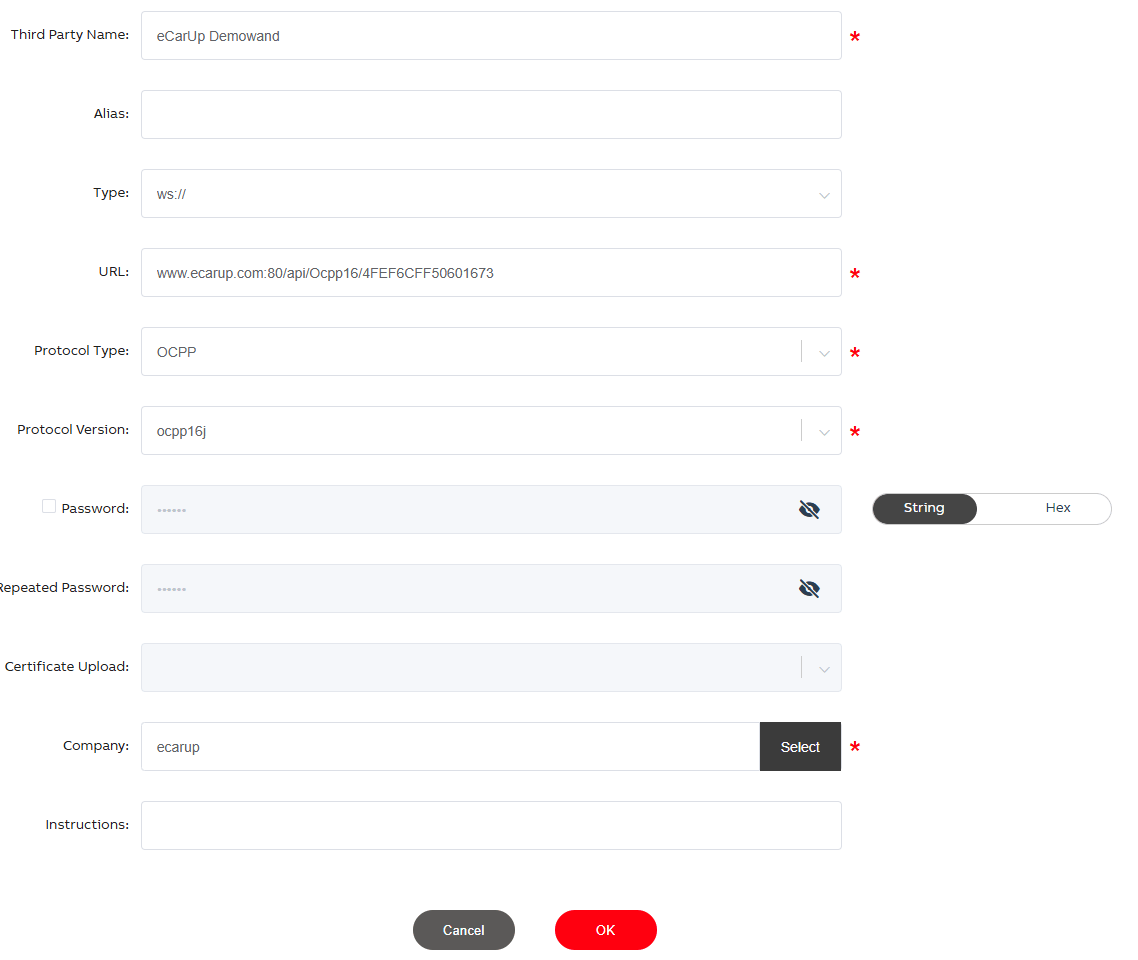 Third Party Name: eCarUp Demowand *
Alias:
Type: ws://
URL: www.ecarup.com:80/api/Ocpp16/4FEF6CFF50601673 *
Protocol Type: OCPP *
Protocol Version: ocpp16j *
Password: ······ String Hex
Repeated Password: ······
Certificate Upload:
Company: ecarup Select *
Instructions:
Cancel OK